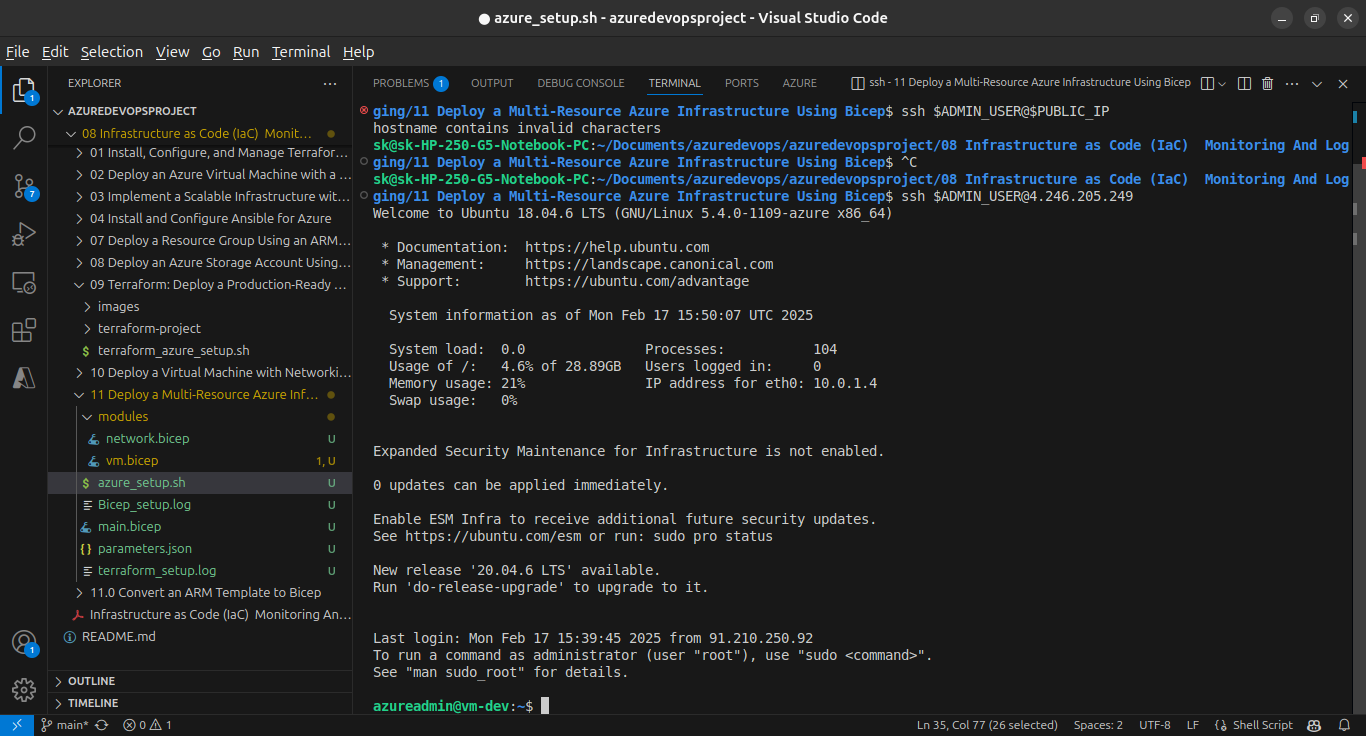 azure_setup.sh - azuredevopsproject - Visual Studio Code
File Edit Selection View Go Run Terminal Help
EXPLORER
AZUREDEVOPSPROJECT
08 Infrastructure as Code (IaC) Monit...
01 Install, Configure, and Manage Terrafor...
02 Deploy an Azure Virtual Machine with a ...
03 Implement a Scalable Infrastructure wit...
04 Install and Configure Ansible for Azure
07 Deploy a Resource Group Using an ARM...
08 Deploy an Azure Storage Account Using...
09 Terraform: Deploy a Production-Ready ...
images
terraform-project
$ terraform_azure_setup.sh
10 Deploy a Virtual Machine with Networki...
11 Deploy a Multi-Resource Azure Inf...
modules
network.bicep U
vm.bicep 1, U
$ azure_setup.sh U
Bicep_setup.log U
main.bicep U
{} parameters.json U
terraform_setup.log U
11.0 Convert an ARM Template to Bicep
Infrastructure as Code (IaC) Monitoring An...
README.md
OUTLINE
TIMELINE
1
7
1
PROBLEMS 1 OUTPUT DEBUG CONSOLE TERMINAL PORTS AZURE ssh - 11 Deploy a Multi-Resource Azure Infrastructure Using Bicep
ging/11 Deploy a Multi-Resource Azure Infrastructure Using Bicep$ ssh $ADMIN_USER@$PUBLIC_IP
hostname contains invalid characters
sk@sk-HP-250-G5-Notebook-PC:~/Documents/azuredevops/azuredevopsproject/08 Infrastructure as Code (IaC)  Monitoring And Log
ging/11 Deploy a Multi-Resource Azure Infrastructure Using Bicep$ ^C
sk@sk-HP-250-G5-Notebook-PC:~/Documents/azuredevops/azuredevopsproject/08 Infrastructure as Code (IaC)  Monitoring And Log
ging/11 Deploy a Multi-Resource Azure Infrastructure Using Bicep$ ssh $ADMIN_USER@4.246.205.249
Welcome to Ubuntu 18.04.6 LTS (GNU/Linux 5.4.0-1109-azure x86_64)
* Documentation: https://help.ubuntu.com
* Management: https://landscape.canonical.com
* Support: https://ubuntu.com/advantage
System information as of Mon Feb 17 15:50:07 UTC 2025
System load: 0.0 Processes: 104
Usage of /: 4.6% of 28.89GB Users logged in: 0
Memory usage: 21% IP address for eth0: 10.0.1.4
Swap usage: 0%
Expanded Security Maintenance for Infrastructure is not enabled.
0 updates can be applied immediately.
Enable ESM Infra to receive additional future security updates.
See https://ubuntu.com/esm or run: sudo pro status
New release '20.04.6 LTS' available.
Run 'do-release-upgrade' to upgrade to it.
Last login: Mon Feb 17 15:39:45 2025 from 91.210.250.92
To run a command as administrator (user "root"), use "sudo <command>".
See "man sudo_root" for details.
azureadmin@vm-dev:~$
main* 0 1 Ln 35, Col 77 (26 selected) Spaces: 2 UTF-8 LF Shell Script